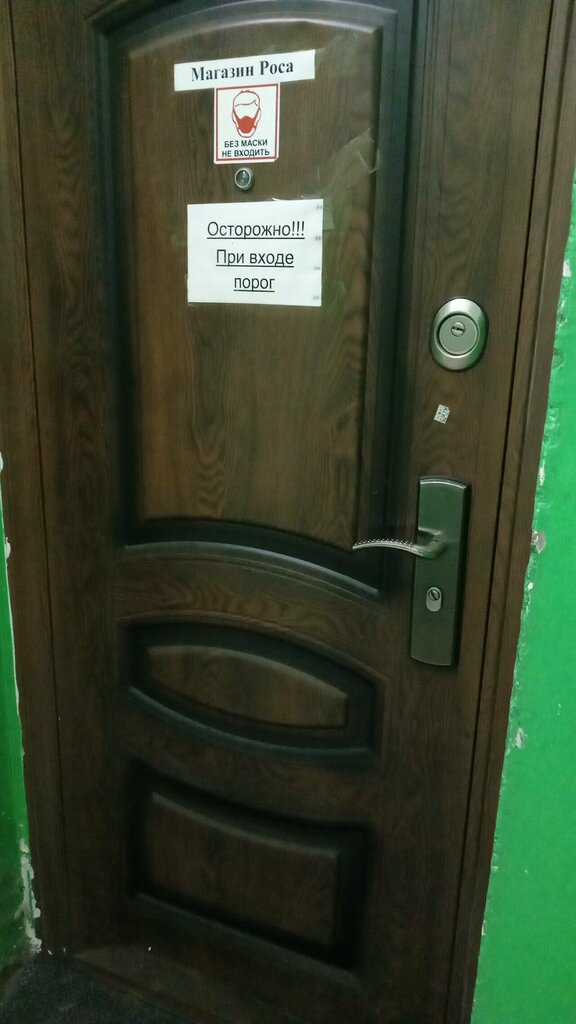 Магазин Роса
БЕЗ МАСКИ
НЕ ВХОДИТЬ
Осторожно!!!
При входе
порог